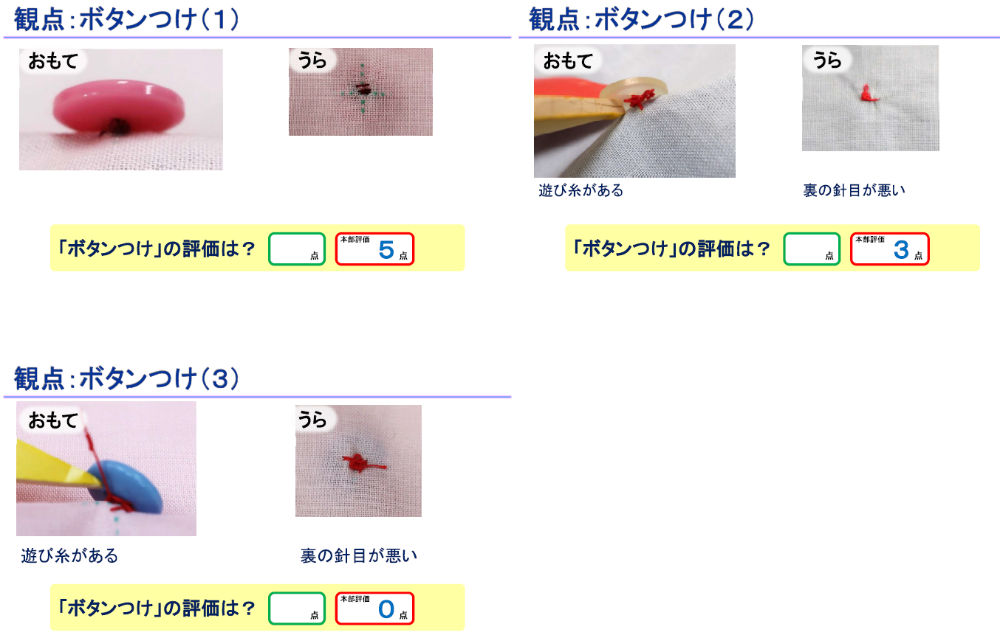 観点：ボタンつけ（１）
おもて
うら
「ボタンつけ」の評価は？
点
本部評価
5 点
観点：ボタンつけ（２）
おもて
うら
遊び糸がある
裏の針目が悪い
「ボタンつけ」の評価は？
点
本部評価
3 点
観点：ボタンつけ（３）
おもて
うら
遊び糸がある
裏の針目が悪い
「ボタンつけ」の評価は？
点
本部評価
0 点